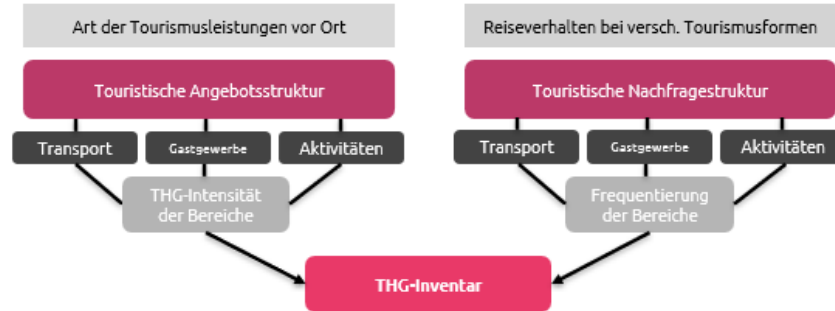 Art der Tourismusleistungen vor Ort
Reiseverhalten bei versch. Tourismusformen
Touristische Angebotsstruktur
Touristische Nachfragestruktur
Transport
Gastgewerbe
Aktivitäten
Transport
Gastgewerbe
Aktivitäten
THG-Intensität
der Bereiche
Frequentierung
der Bereiche
THG-Inventar